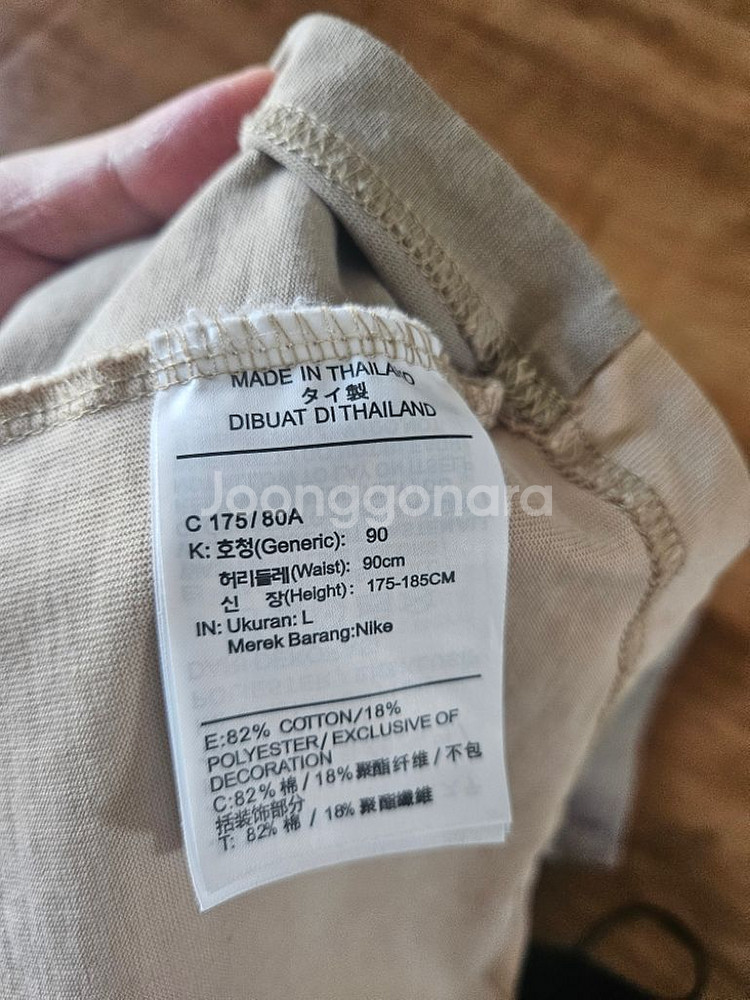 MADE IN THAILAND
タイ製
DIBUAT DI THAILAND
Joonggonara
C 175/80A
K: 호칭(Generic): 90
허리둘레(Waist): 90cm
신 장(Height): 175-185CM
IN: Ukuran: L
Merek Barang:Nike
E:82% COTTON/18%
POLYESTER/EXCLUSIVE OF
DECORATION
C:82% 棉/18%聚酯纤维/不包
括装饰部分
T: 82% 棉 / 18% 聚酯纖維